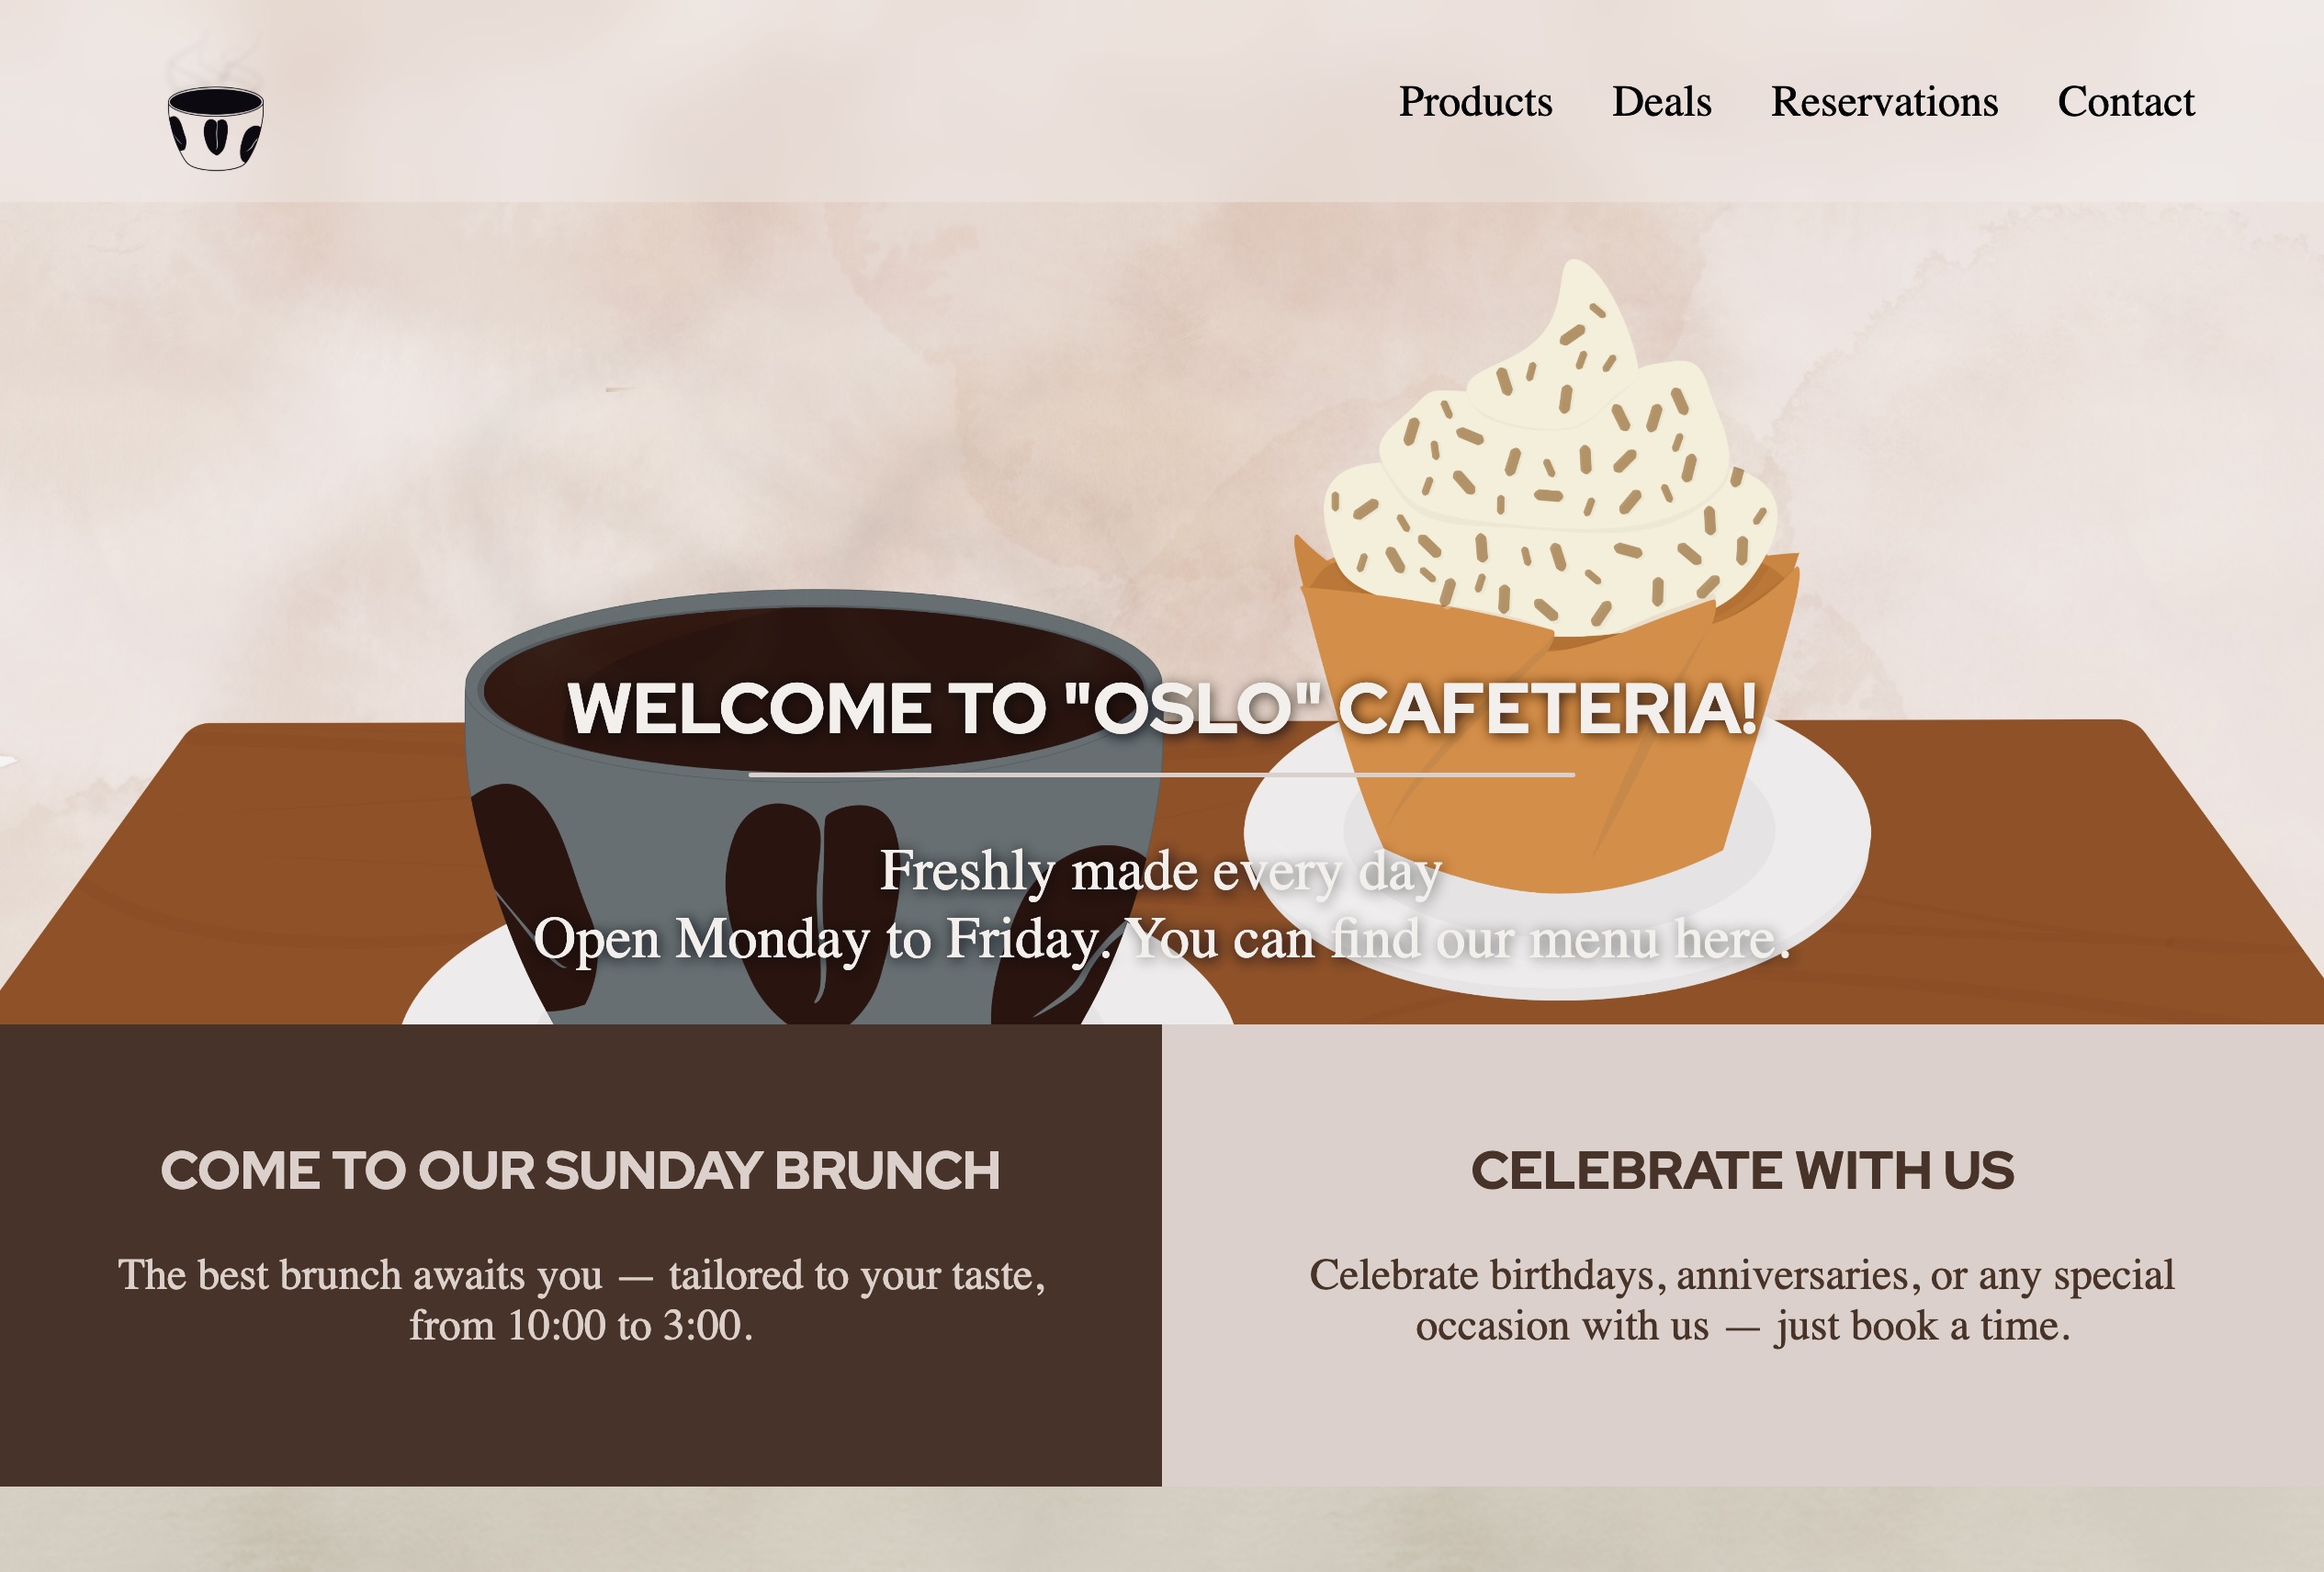 Products
Deals
Reservations
Contact
WELCOME TO "OSLO" CAFETERIA!
Freshly made every day
Open Monday to Friday. You can find our menu here.
COME TO OUR SUNDAY BRUNCH
The best brunch awaits you — tailored to your taste,
from 10:00 to 3:00.
CELEBRATE WITH US
Celebrate birthdays, anniversaries, or any special
occasion with us — just book a time.